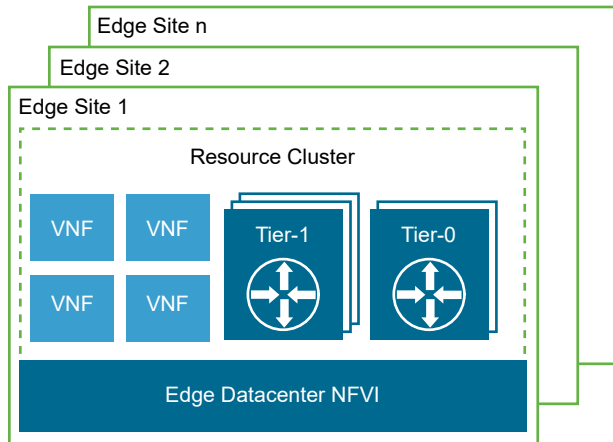 Edge Site n
Edge Site 2
Edge Site 1
Resource Cluster
VNF VNF
Tier-1 Tier-0
VNF VNF
Edge Datacenter NFVI